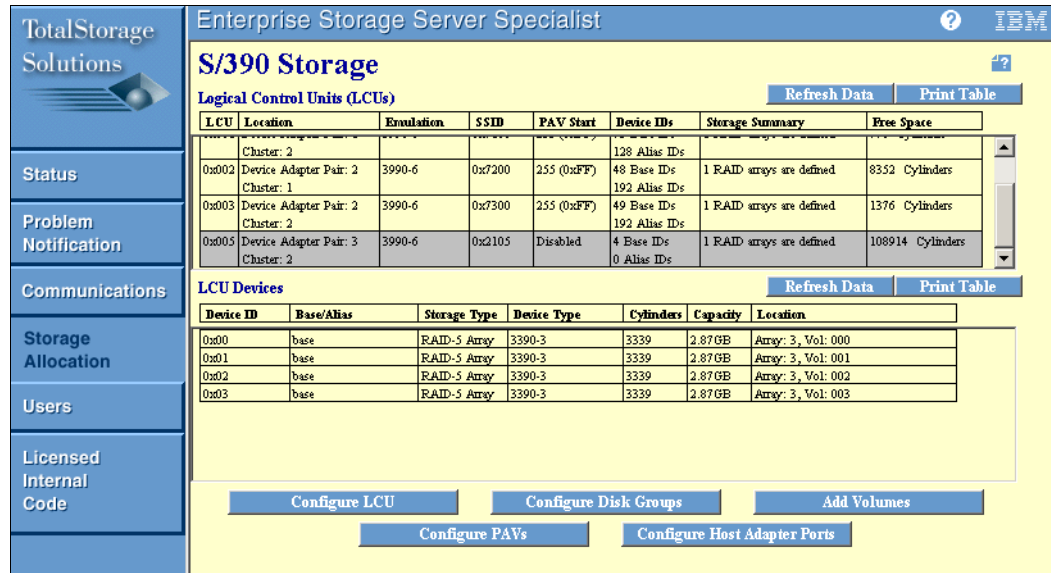 TotalStorage
Solutions
Enterprise Storage Server Specialist
? IBM
S/390 Storage
?
Logical Control Units (LCUs)
Refresh Data Print Table
LCU Location Emulation SSID PAV Start Device IDs Storage Summary Free Space
Cluster: 2 128 Alias IDs
0x002 Device Adapter Pair: 2 3990-6 0x7200 255 (0xFF) 48 Base IDs 1 RAID arrays are defined 8352 Cylinders
Cluster: 1 192 Alias IDs
0x003 Device Adapter Pair: 2 3990-6 0x7300 255 (0xFF) 49 Base IDs 1 RAID arrays are defined 1376 Cylinders
Cluster: 2 192 Alias IDs
0x005 Device Adapter Pair: 3 3990-6 0x2105 Disabled 4 Base IDs 1 RAID arrays are defined 108914 Cylinders
Cluster: 2 0 Alias IDs
LCU Devices
Refresh Data Print Table
Device ID Base/Alias Storage Type Device Type Cylinders Capacity Location
0x00 base RAID-5 Array 3390-3 3339 2.87GB Array: 3, Vol: 000
0x01 base RAID-5 Array 3390-3 3339 2.87GB Array: 3, Vol: 001
0x02 base RAID-5 Array 3390-3 3339 2.87GB Array: 3, Vol: 002
0x03 base RAID-5 Array 3390-3 3339 2.87GB Array: 3, Vol: 003
Configure LCU Configure Disk Groups Add Volumes
Configure PAVs Configure Host Adapter Ports
Status
Problem
Notification
Communications
Storage
Allocation
Users
Licensed
Internal
Code